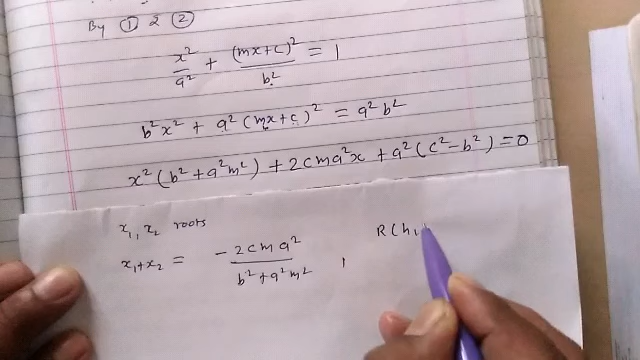 By ① & ②
x²/a² + (mx+c)²/b² = 1
b²x² + a²(mx+c)² = a²b²
x²(b²+a²m²) + 2cma²x + a²(c²-b²) = 0
x₁, x₂ roots
x₁+x₂ = -2cma²/b²+a²m² , R(h,